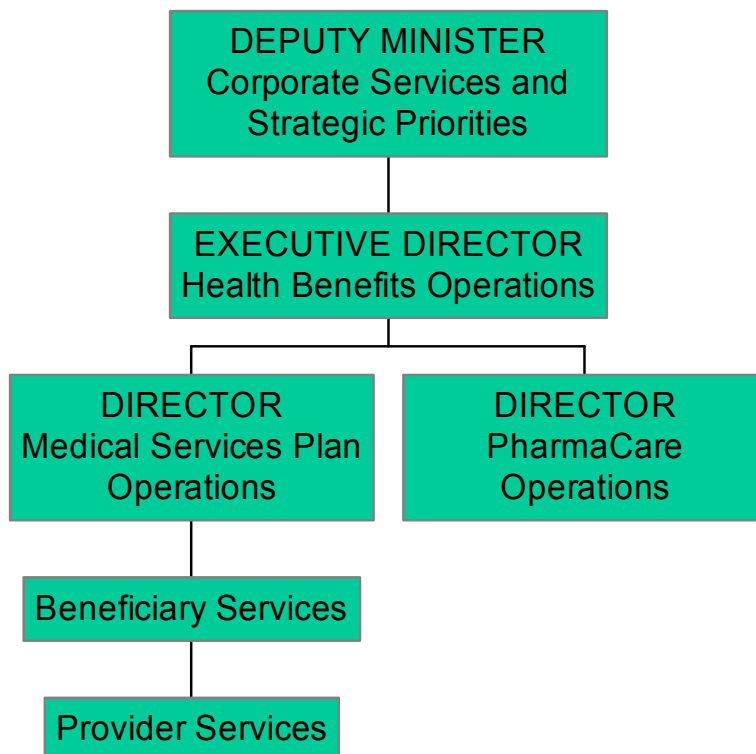 DEPUTY MINISTER
Corporate Services and
Strategic Priorities
EXECUTIVE DIRECTOR
Health Benefits Operations
DIRECTOR
Medical Services Plan
Operations
DIRECTOR
PharmaCare
Operations
Beneficiary Services
Provider Services